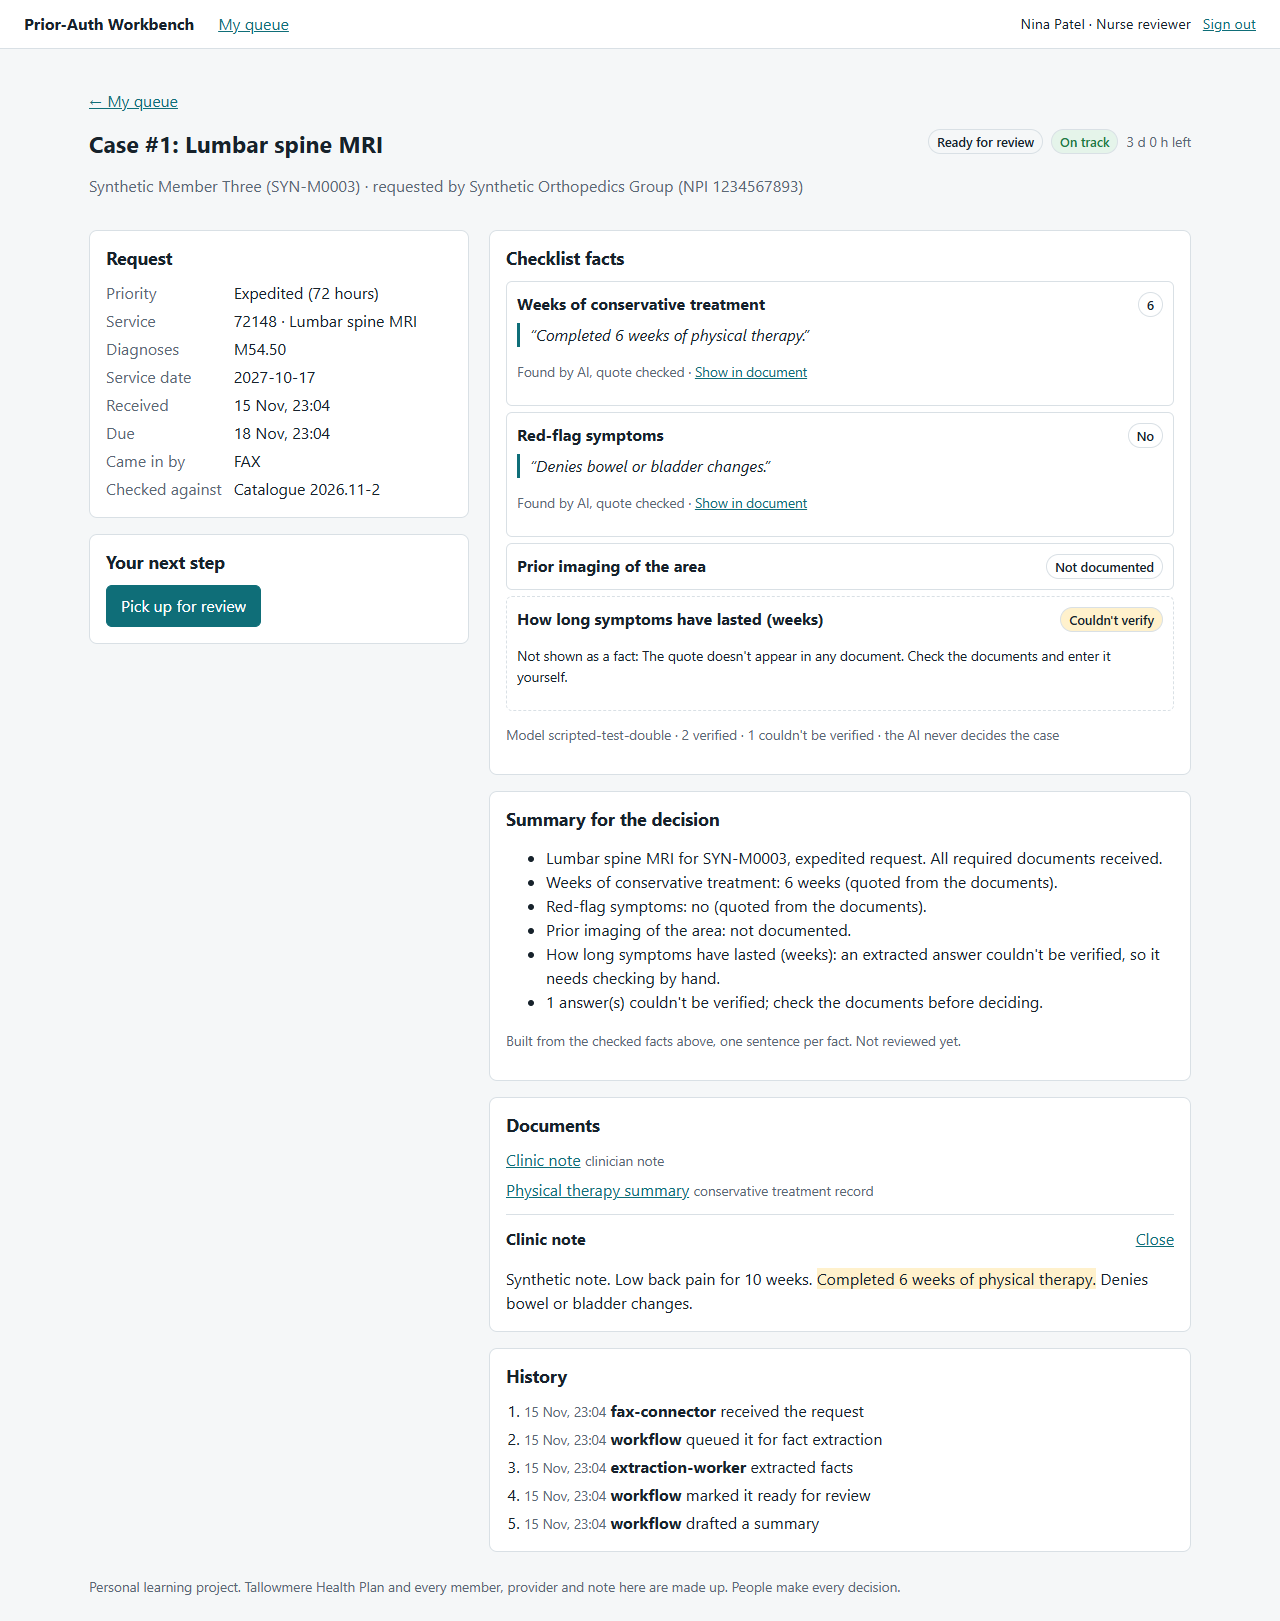 Prior-Auth Workbench My queue Nina Patel · Nurse reviewer Sign out
← My queue
Case #1: Lumbar spine MRI Ready for review On track 3 d 0 h left
Synthetic Member Three (SYN-M0003) · requested by Synthetic Orthopedics Group (NPI 1234567893)
Request
Priority Expedited (72 hours)
Service 72148 · Lumbar spine MRI
Diagnoses M54.50
Service date 2027-10-17
Received 15 Nov, 23:04
Due 18 Nov, 23:04
Came in by FAX
Checked against Catalogue 2026.11-2
Your next step
Pick up for review
Checklist facts
Weeks of conservative treatment 6
“Completed 6 weeks of physical therapy.”
Found by AI, quote checked · Show in document
Red-flag symptoms No
“Denies bowel or bladder changes.”
Found by AI, quote checked · Show in document
Prior imaging of the area Not documented
How long symptoms have lasted (weeks) Couldn't verify
Not shown as a fact: The quote doesn't appear in any document. Check the documents and enter it
yourself.
Model scripted-test-double · 2 verified · 1 couldn't be verified · the AI never decides the case
Summary for the decision
• Lumbar spine MRI for SYN-M0003, expedited request. All required documents received.
• Weeks of conservative treatment: 6 weeks (quoted from the documents).
• Red-flag symptoms: no (quoted from the documents).
• Prior imaging of the area: not documented.
• How long symptoms have lasted (weeks): an extracted answer couldn't be verified, so it
needs checking by hand.
• 1 answer(s) couldn't be verified; check the documents before deciding.
Built from the checked facts above, one sentence per fact. Not reviewed yet.
Documents
Clinic note clinician note
Physical therapy summary conservative treatment record
Clinic note Close
Synthetic note. Low back pain for 10 weeks. Completed 6 weeks of physical therapy. Denies
bowel or bladder changes.
History
1. 15 Nov, 23:04 fax-connector received the request
2. 15 Nov, 23:04 workflow queued it for fact extraction
3. 15 Nov, 23:04 extraction-worker extracted facts
4. 15 Nov, 23:04 workflow marked it ready for review
5. 15 Nov, 23:04 workflow drafted a summary
Personal learning project. Tallowmere Health Plan and every member, provider and note here are made up. People make every decision.